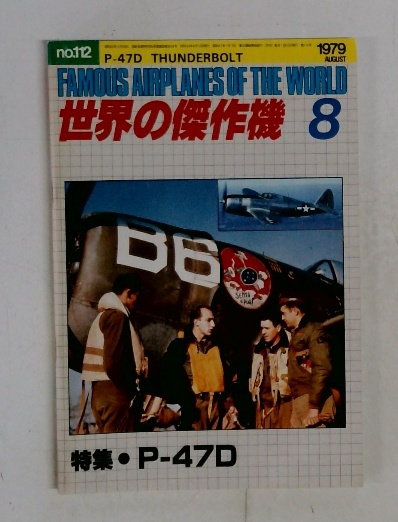 no.112
P-47D THUNDERBOLT
1979
AUGUST
FAMOUS AIRPLANES OF THE WORLD
世界の傑作機 8
B6
特集・P-47D